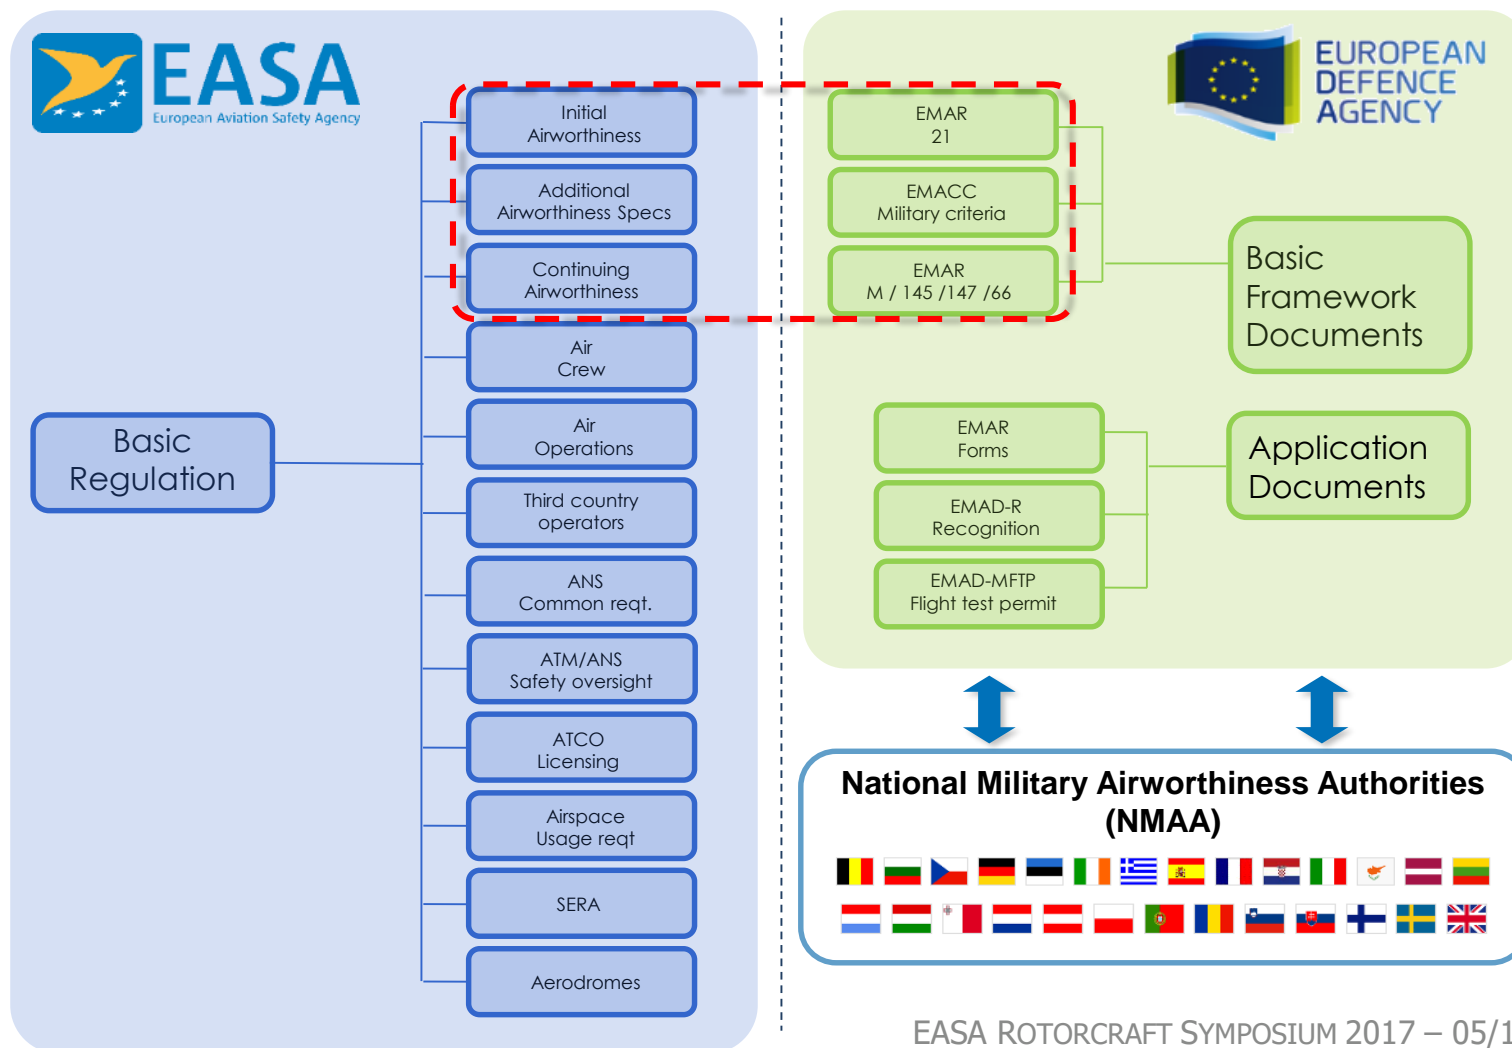 EASA
European Aviation Safety Agency
Basic
Regulation
Initial
Airworthiness
Additional
Airworthiness Specs
Continuing
Airworthiness
Air
Crew
Air
Operations
Third country
operators
ANS
Common reqt.
ATM/ANS
Safety oversight
ATCO
Licensing
Airspace
Usage reqt
SERA
Aerodromes
EUROPEAN
DEFENCE
AGENCY
EMAR
21
EMACC
Military criteria
EMAR
M / 145 /147 /66
Basic
Framework
Documents
EMAR
Forms
EMAD-R
Recognition
EMAD-MFTP
Flight test permit
Application
Documents
National Military Airworthiness Authorities
(NMAA)
EASA ROTORCRAFT SYMPOSIUM 2017 – 05/1